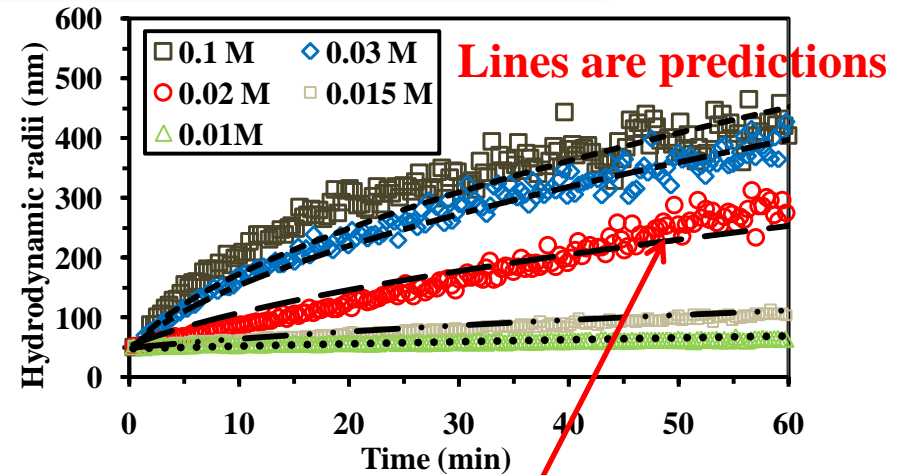 600
500
400
300
200
100
0
Hydrodynamic radii (nm)
0.1 M 0.03 M
0.02 M 0.015 M
0.01M
Lines are predictions
0 10 20 30 40 50 60
Time (min)